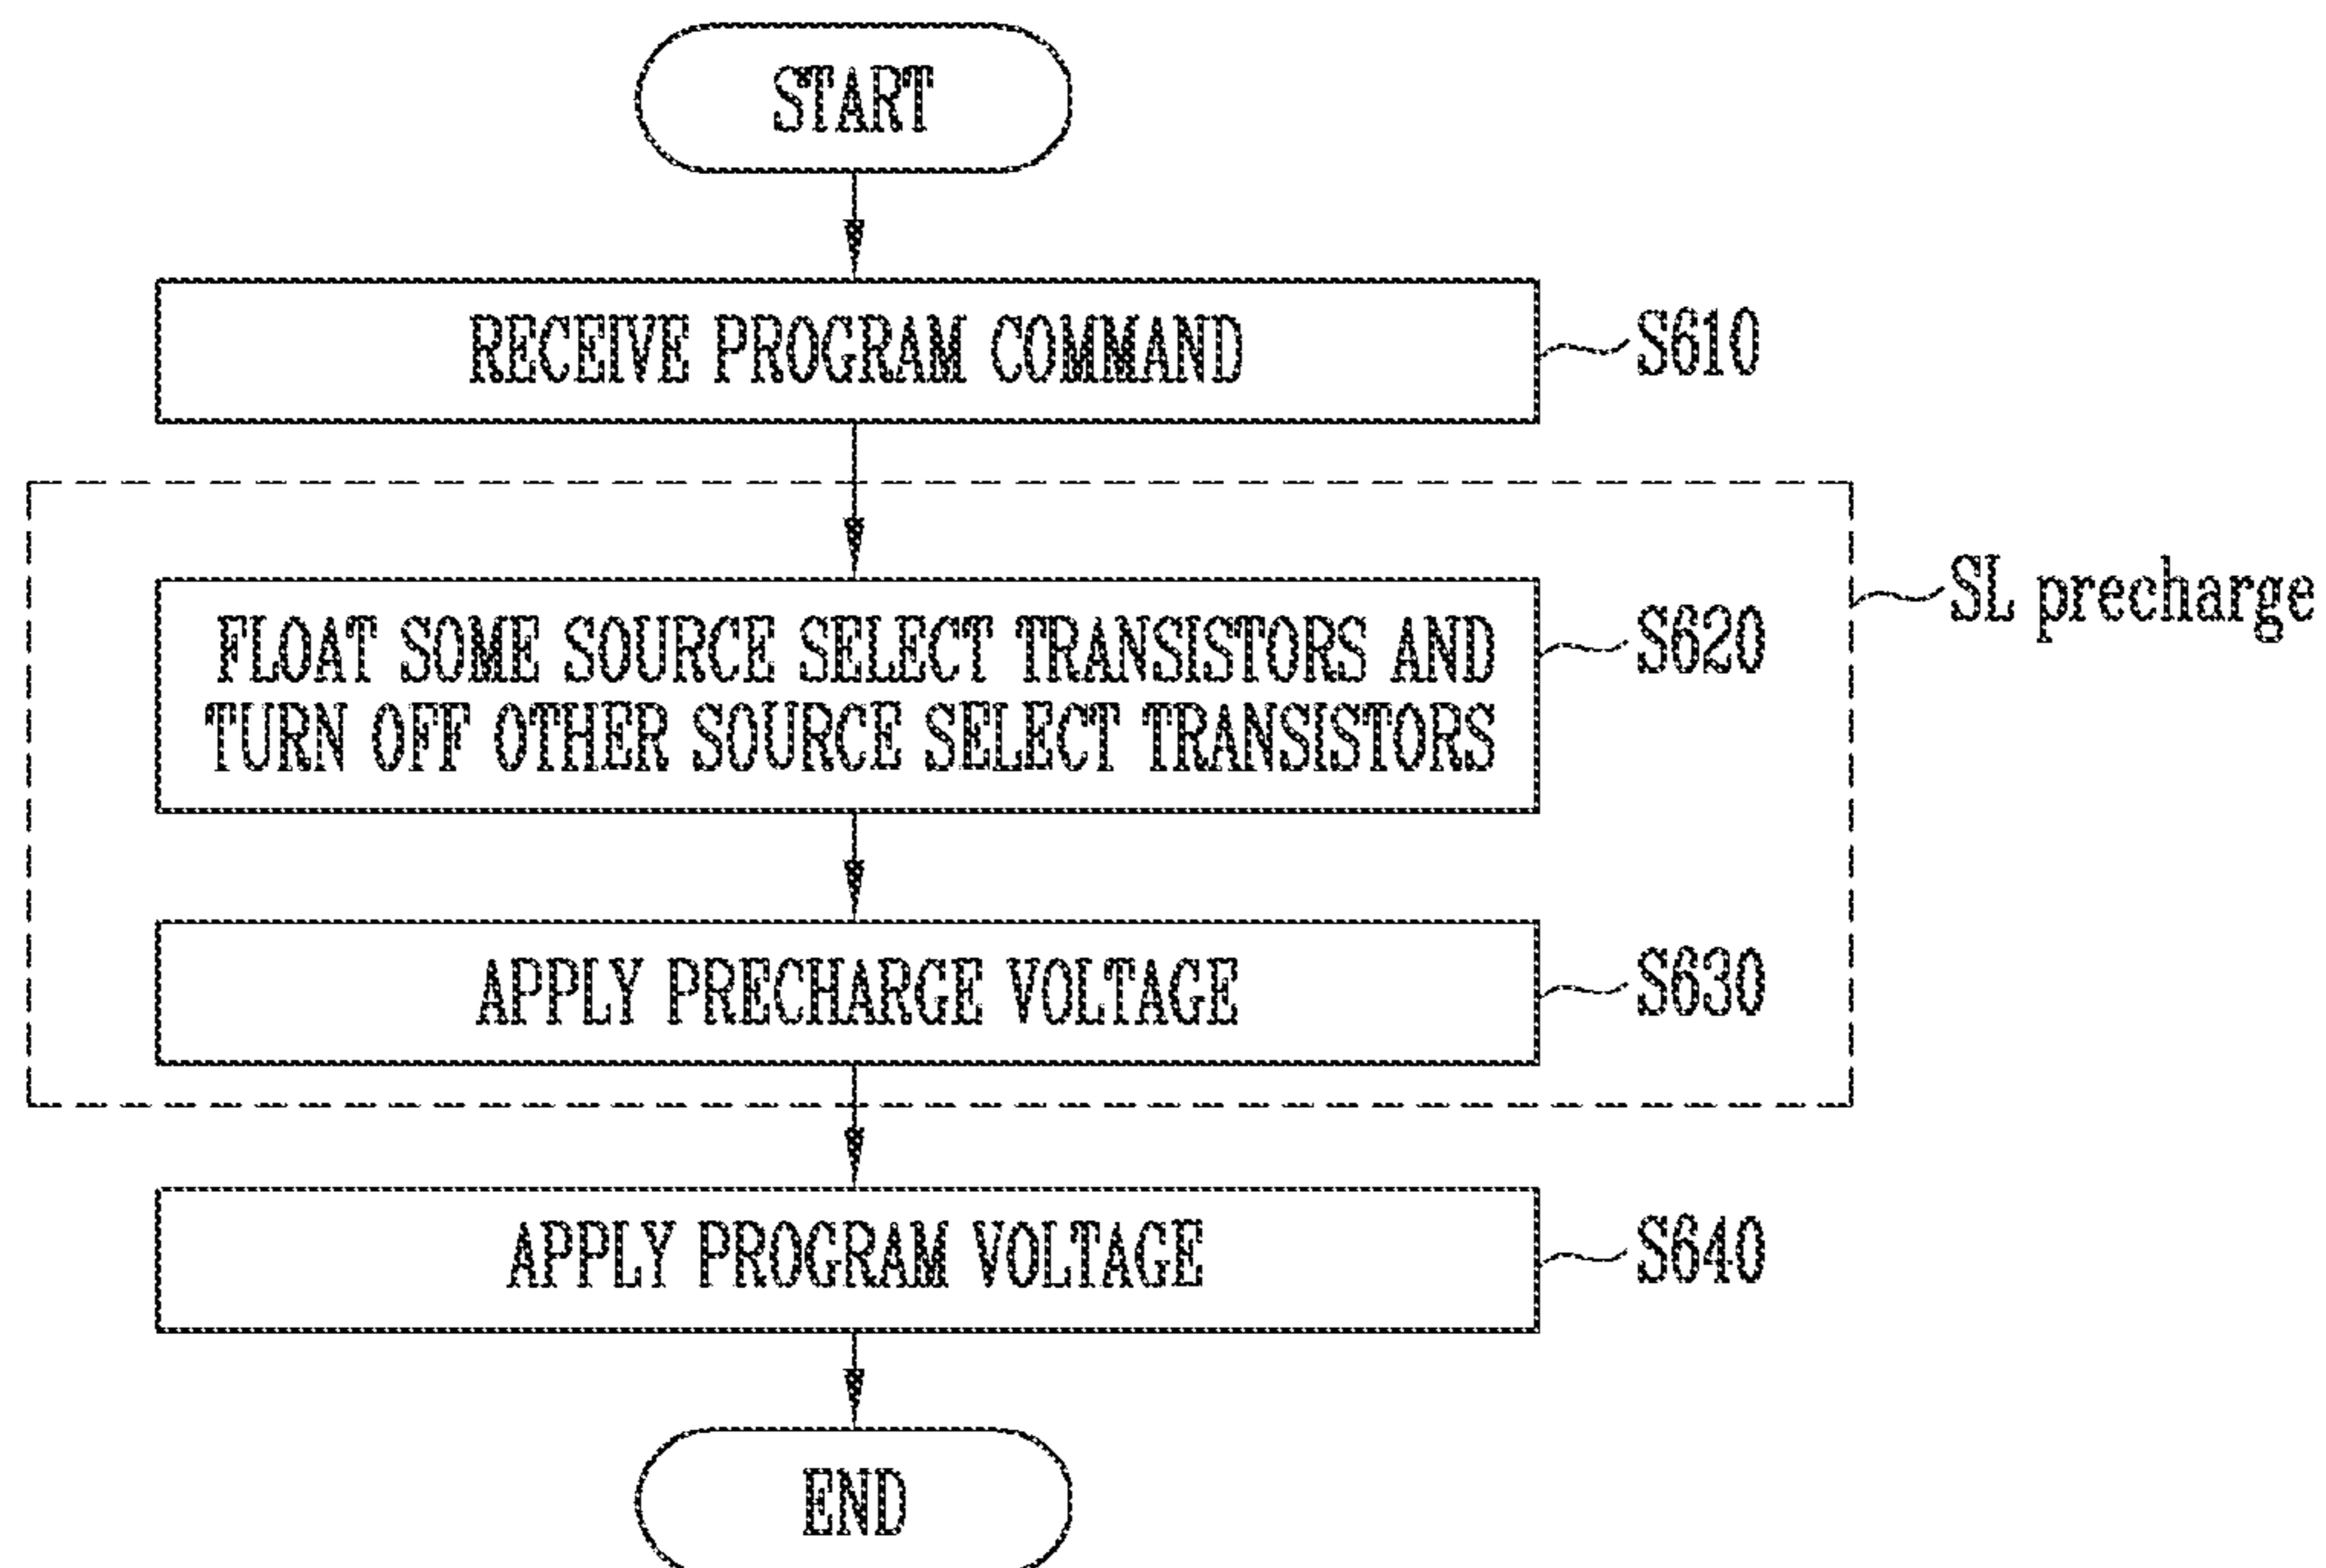 START
RECEIVE PROGRAM COMMAND
S610
SL precharge
FLOAT SOME SOURCE SELECT TRANSISTORS AND
TURN OFF OTHER SOURCE SELECT TRANSISTORS
S620
APPLY PRECHARGE VOLTAGE
S630
APPLY PROGRAM VOLTAGE
S640
END